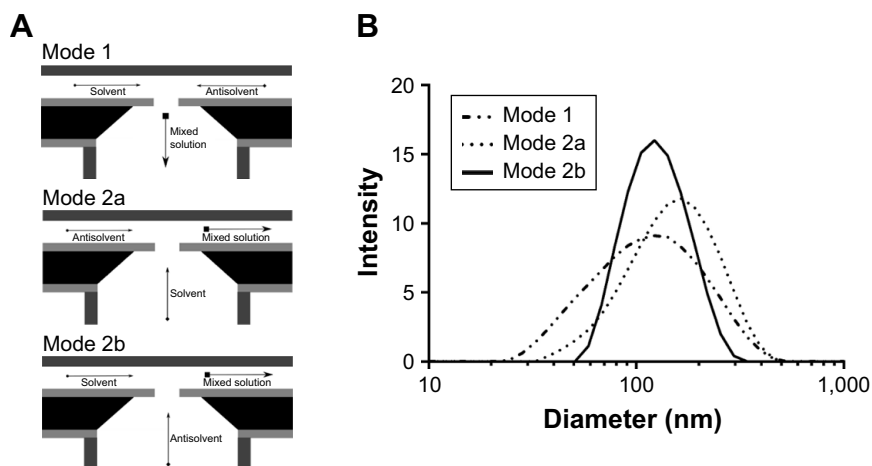 A
Mode 1
Solvent
Antisolvent
Mixed
solution
Mode 2a
Antisolvent
Mixed solution
Solvent
Mode 2b
Solvent
Mixed solution
Antisolvent
B
20
15
10
5
0
Intensity
Mode 1
Mode 2a
Mode 2b
10
100
1,000
Diameter (nm)